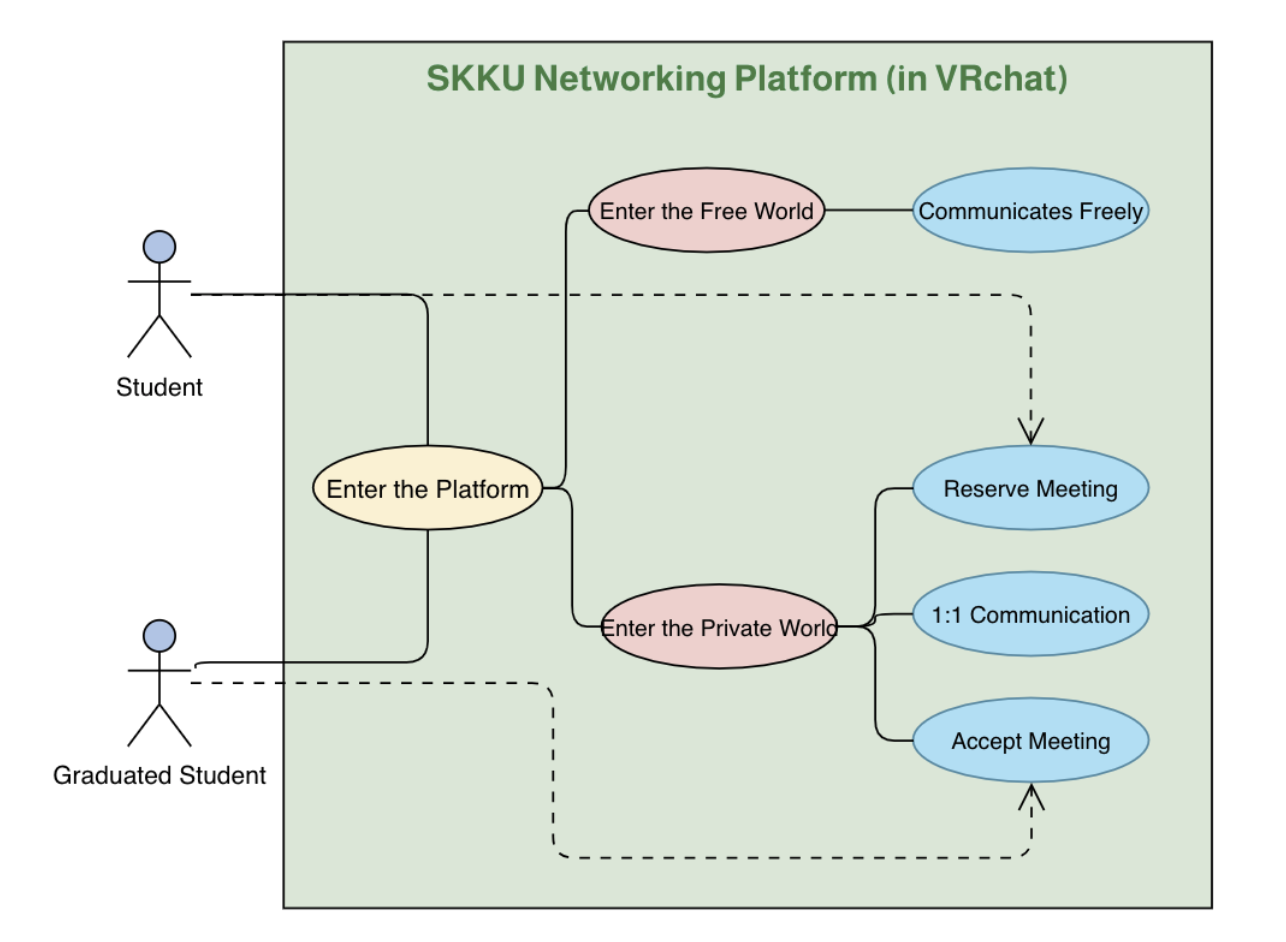 SKKU Networking Platform (in VRchat)
Enter the Free World
Communicates Freely
Student
Enter the Platform
Reserve Meeting
Enter the Private World
1:1 Communication
Accept Meeting
Graduated Student